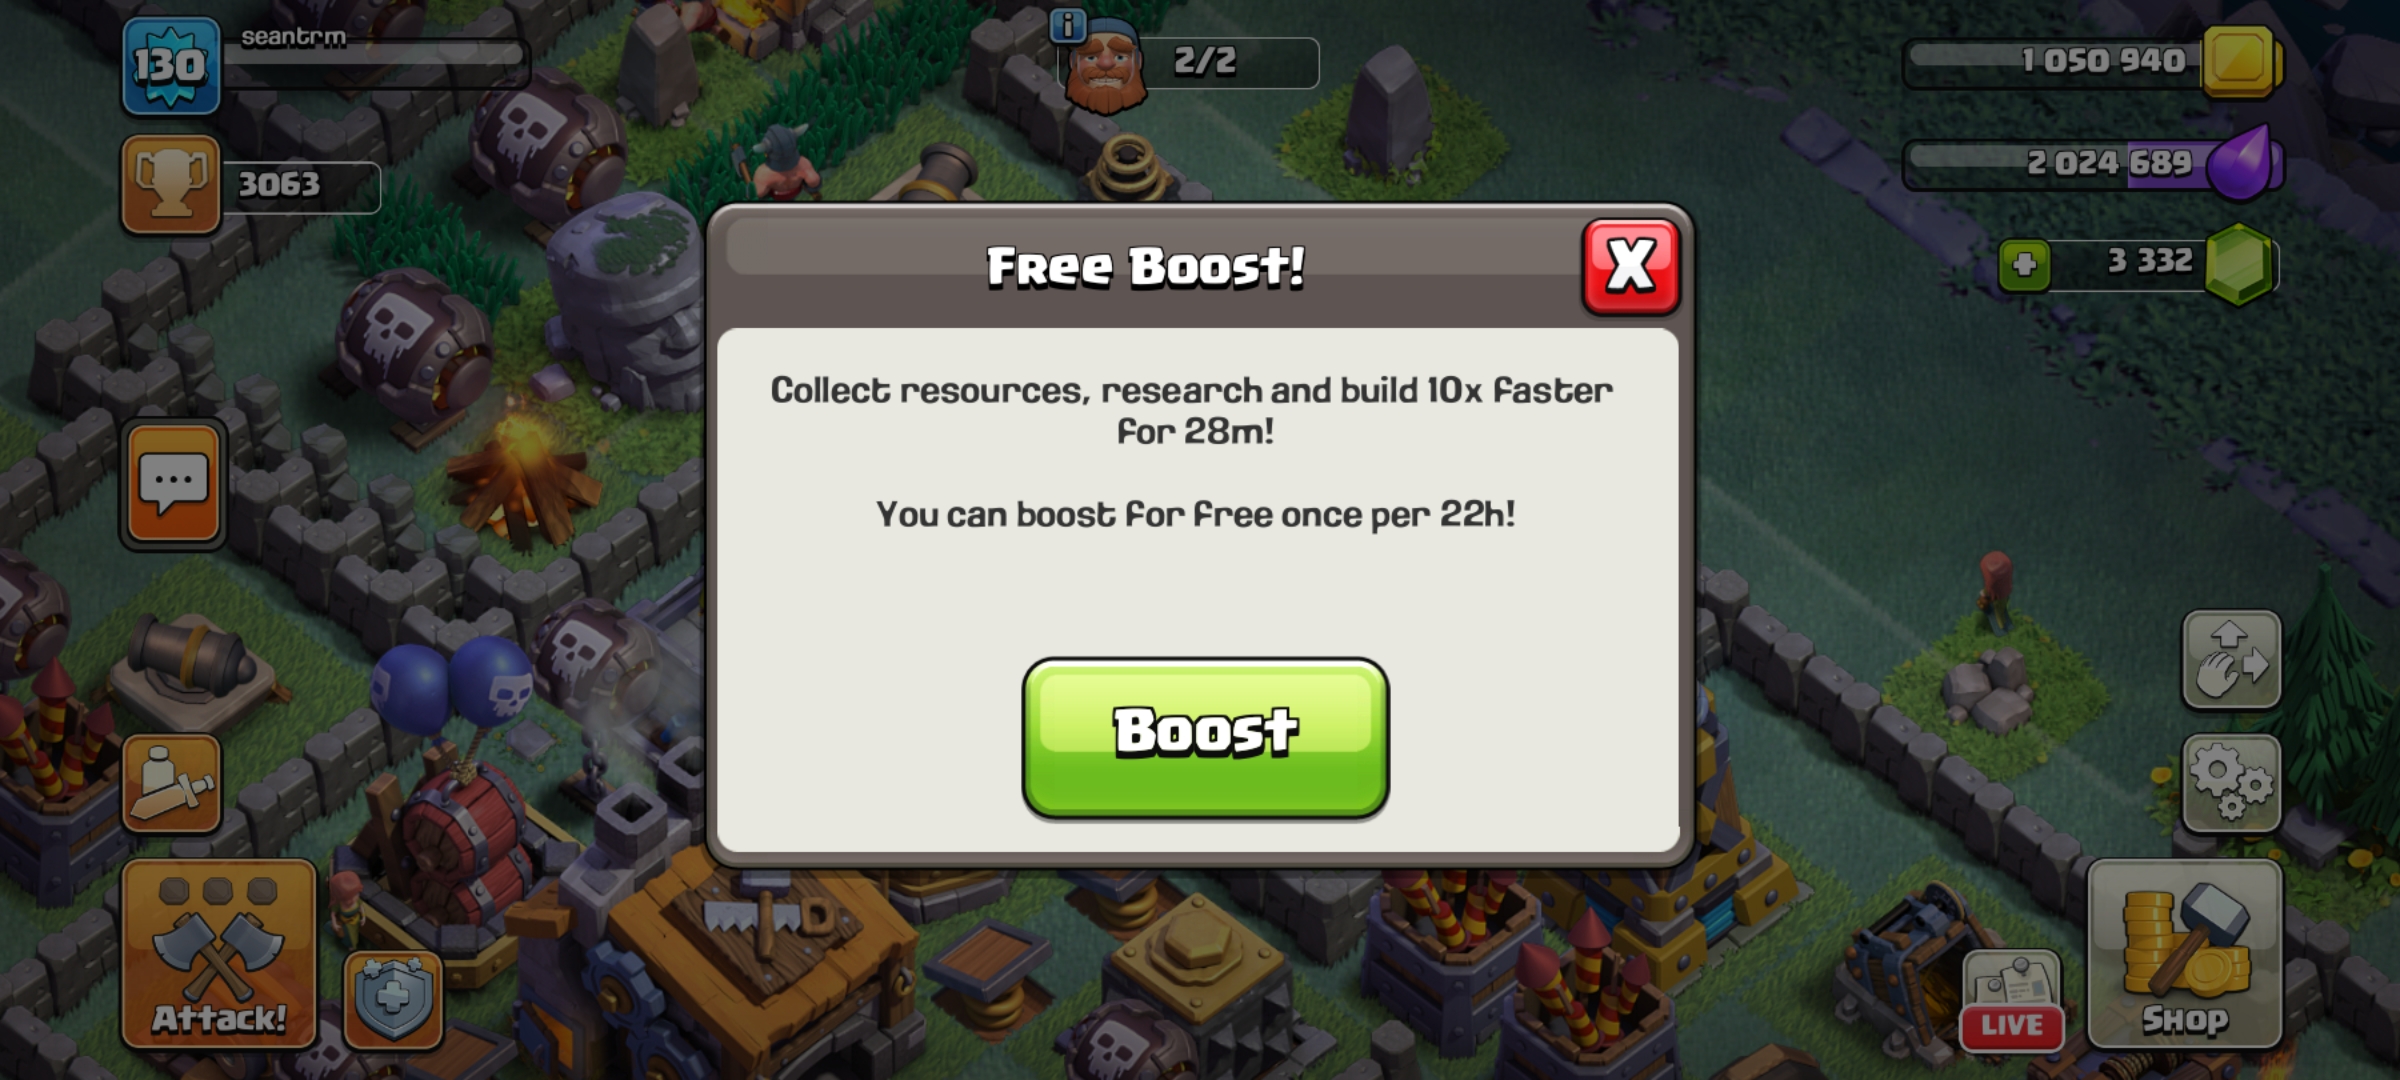 130
seantrm
2/2
1 050 940
3063
2 024 689
3 332
Free Boost!
X
Collect resources, research and build 10x faster
for 28m!
You can boost for free once per 22h!
Boost
Attack!
LIVE
Shop